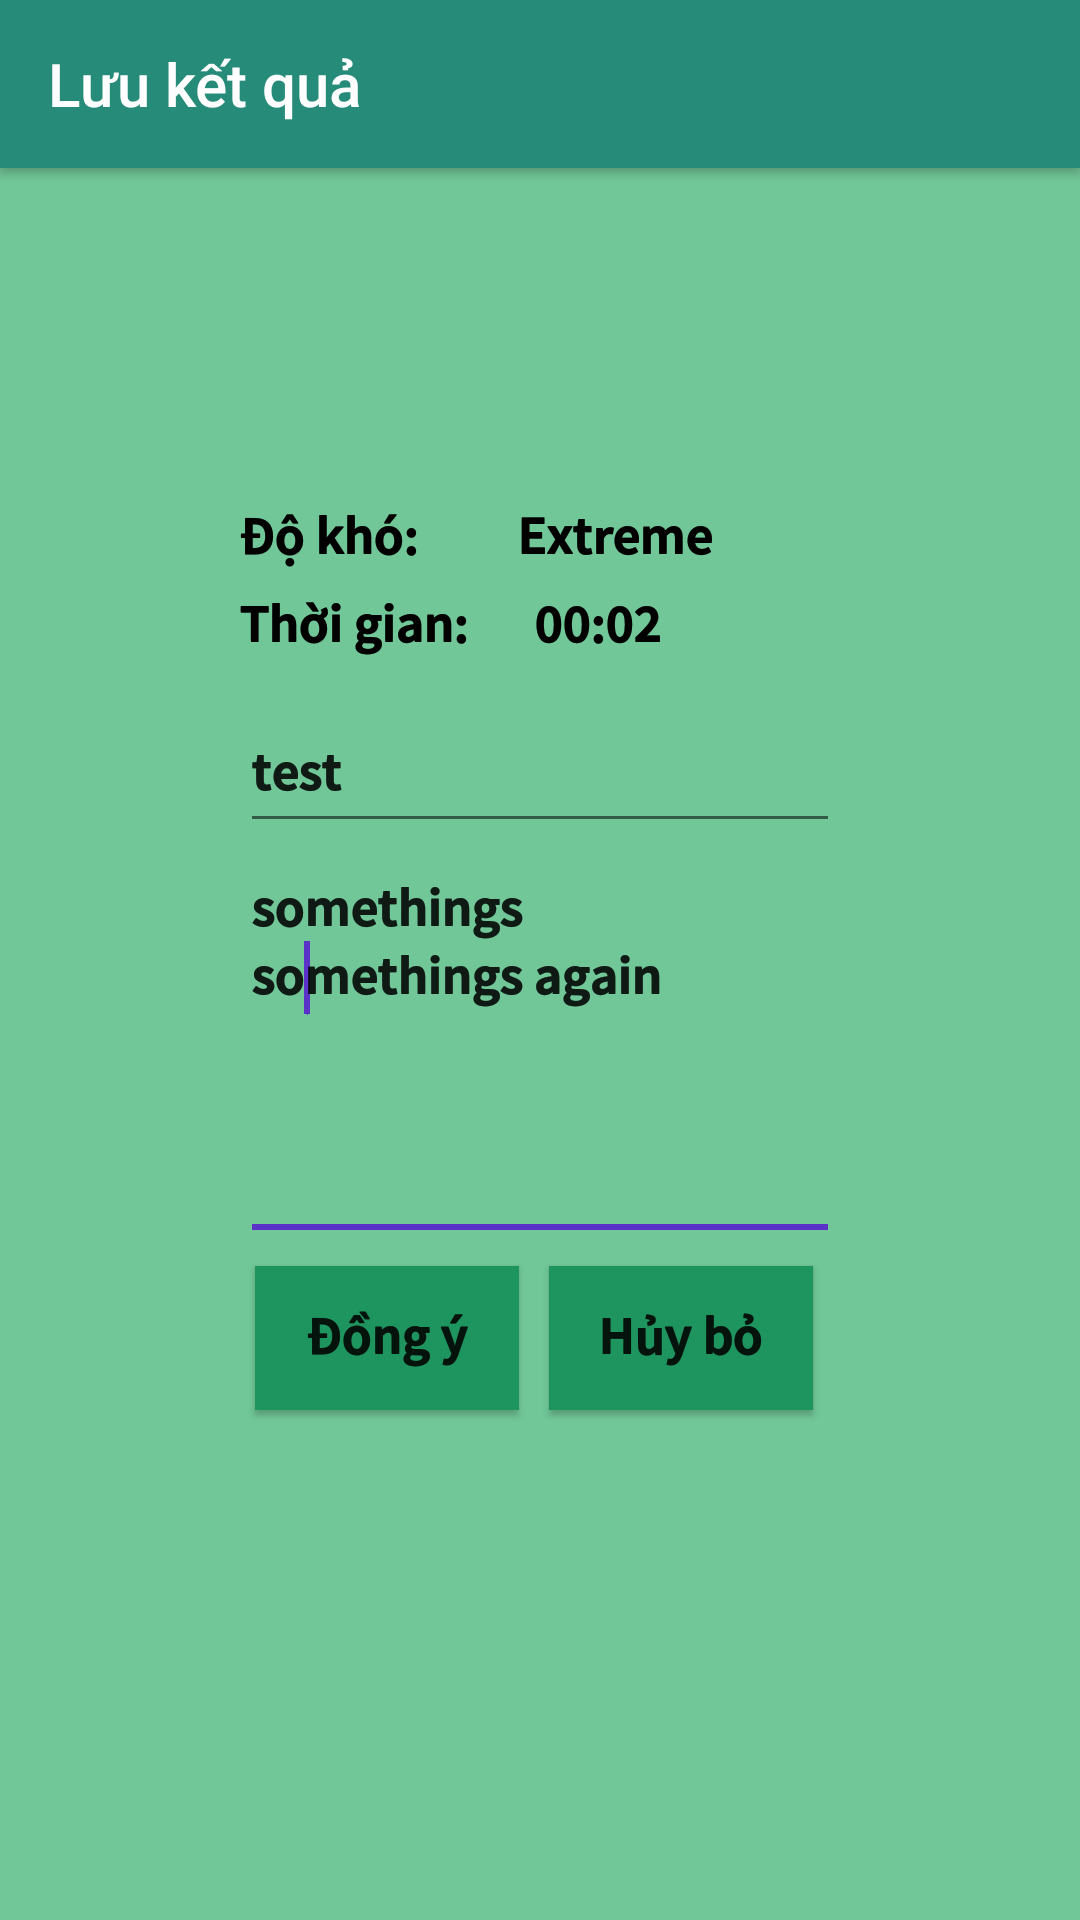 Lưu kết quả
Độ khó: Extreme
Thời gian: 00:02
test
somethings
somethings again
Đồng ý Hủy bỏ